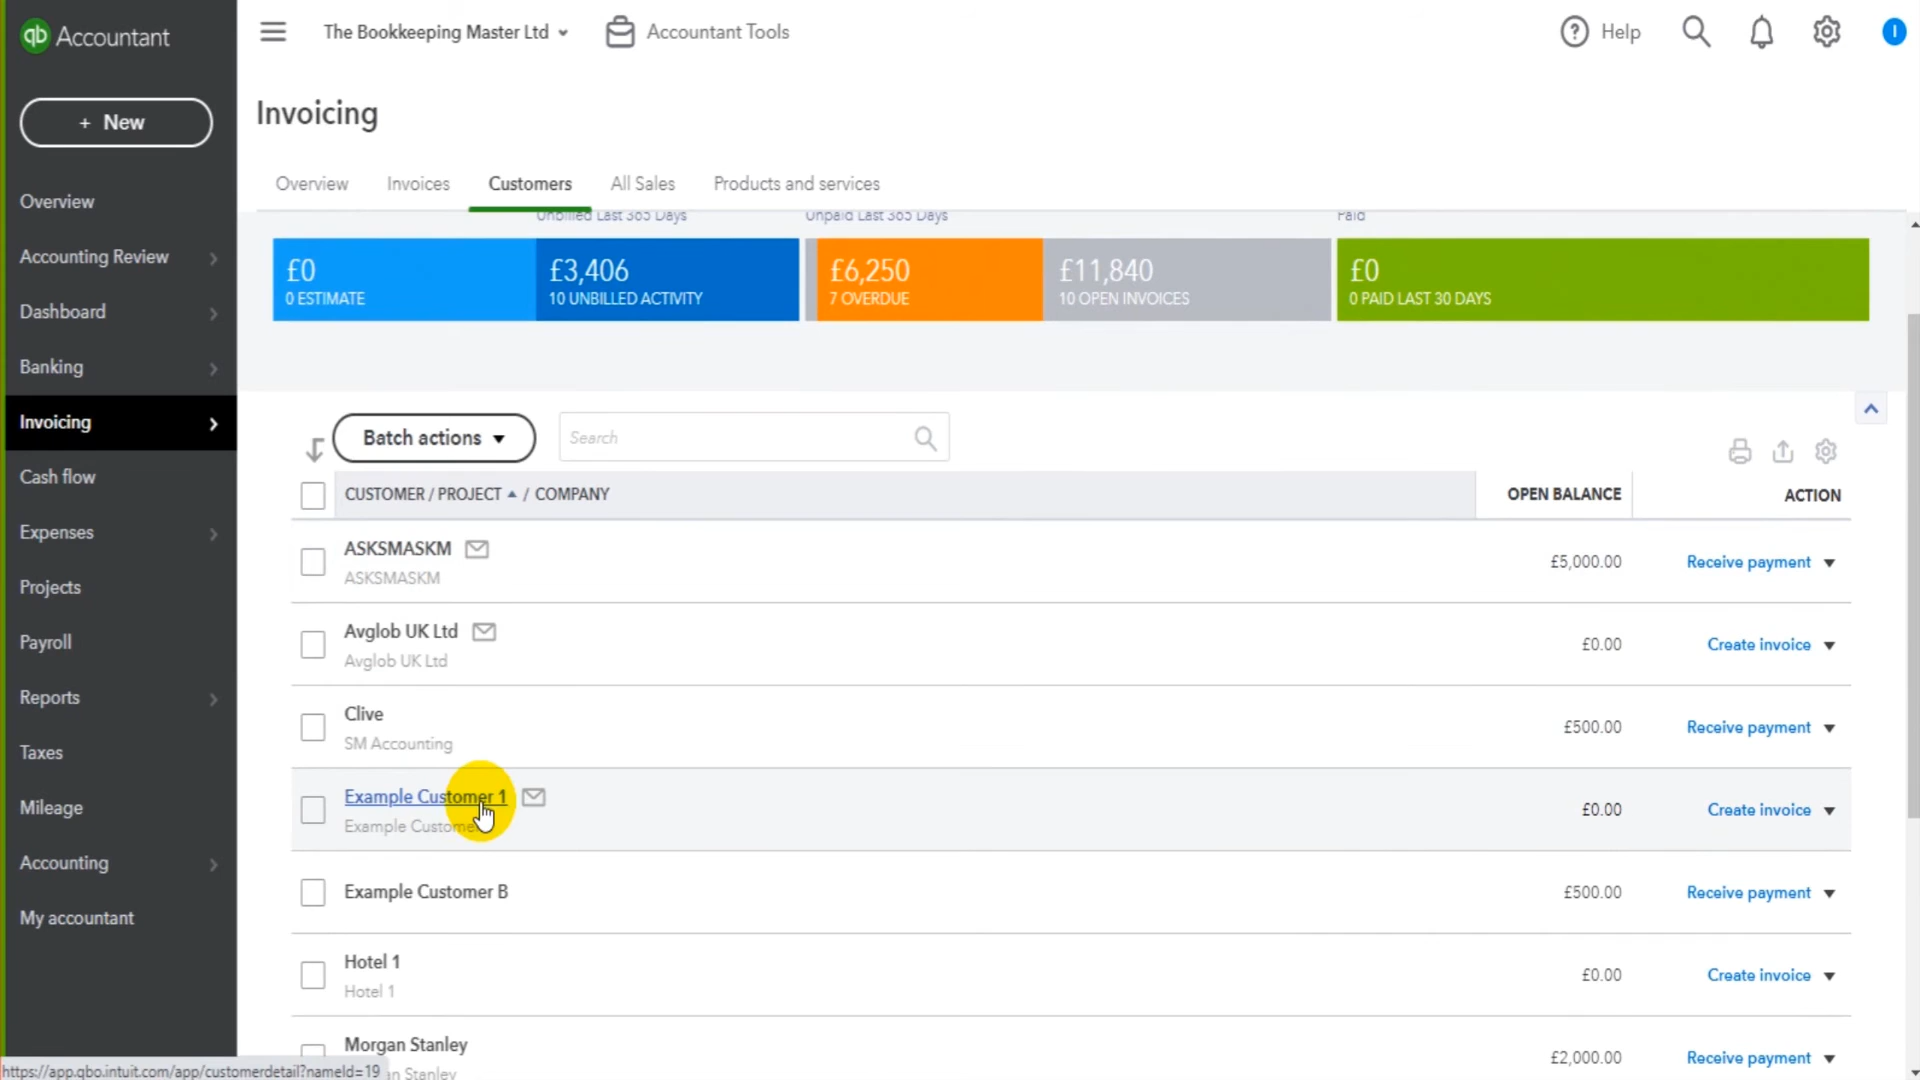 qb Accountant
The Bookkeeping Master Ltd
Accountant Tools
? Help
I
+ New
Overview
Accounting Review
Dashboard
Banking
Invoicing
Cash flow
Expenses
Projects
Payroll
Reports
Taxes
Mileage
Accounting
My accountant
Invoicing
Overview Invoices Customers All Sales Products and services
Unbilled Last 365 Days Unpaid Last 365 Days Paid
£0 £3,406 £6,250 £11,840 £0
0 ESTIMATE 10 UNBILLED ACTIVITY 7 OVERDUE 10 OPEN INVOICES 0 PAID LAST 30 DAYS
Batch actions Search
CUSTOMER / PROJECT / COMPANY OPEN BALANCE ACTION
ASKSMASKM
ASKSMASKM
£5,000.00 Receive payment
Avglob UK Ltd
Avglob UK Ltd
£0.00 Create invoice
Clive
SM Accounting
£500.00 Receive payment
Example Customer 1
Example Custome
£0.00 Create invoice
Example Customer B £500.00 Receive payment
Hotel 1
Hotel 1
£0.00 Create invoice
Morgan Stanley
an Stanley
£2,000.00 Receive payment
https://app.qbo.intuit.com/app/customerdetail?nameId=19